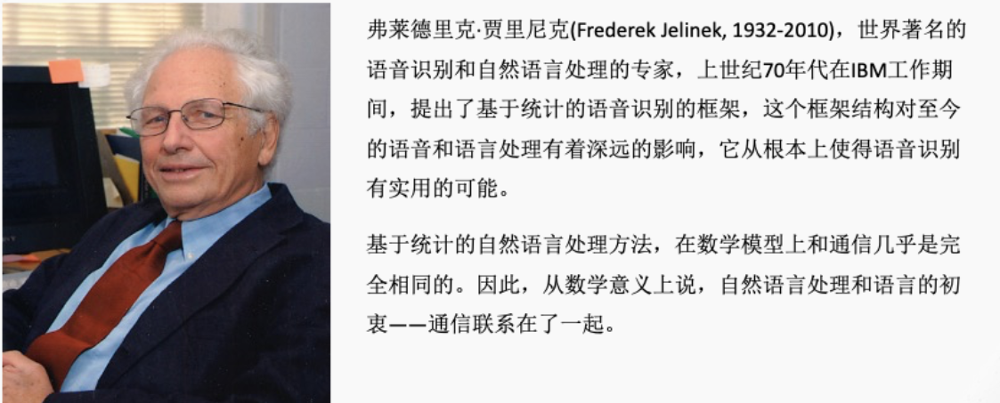 弗莱德里克·贾里尼克(Frederek Jelinek, 1932-2010)，世界著名的
语音识别和自然语言处理的专家，上世纪70年代在IBM工作期
间，提出了基于统计的语音识别的框架，这个框架结构对至今
的语音和语言处理有着深远的影响，它从根本上使得语音识别
有实用的可能。
基于统计的自然语言处理方法，在数学模型上和通信几乎是完
全相同的。因此，从数学意义上说，自然语言处理和语言的初
衷——通信联系在了一起。